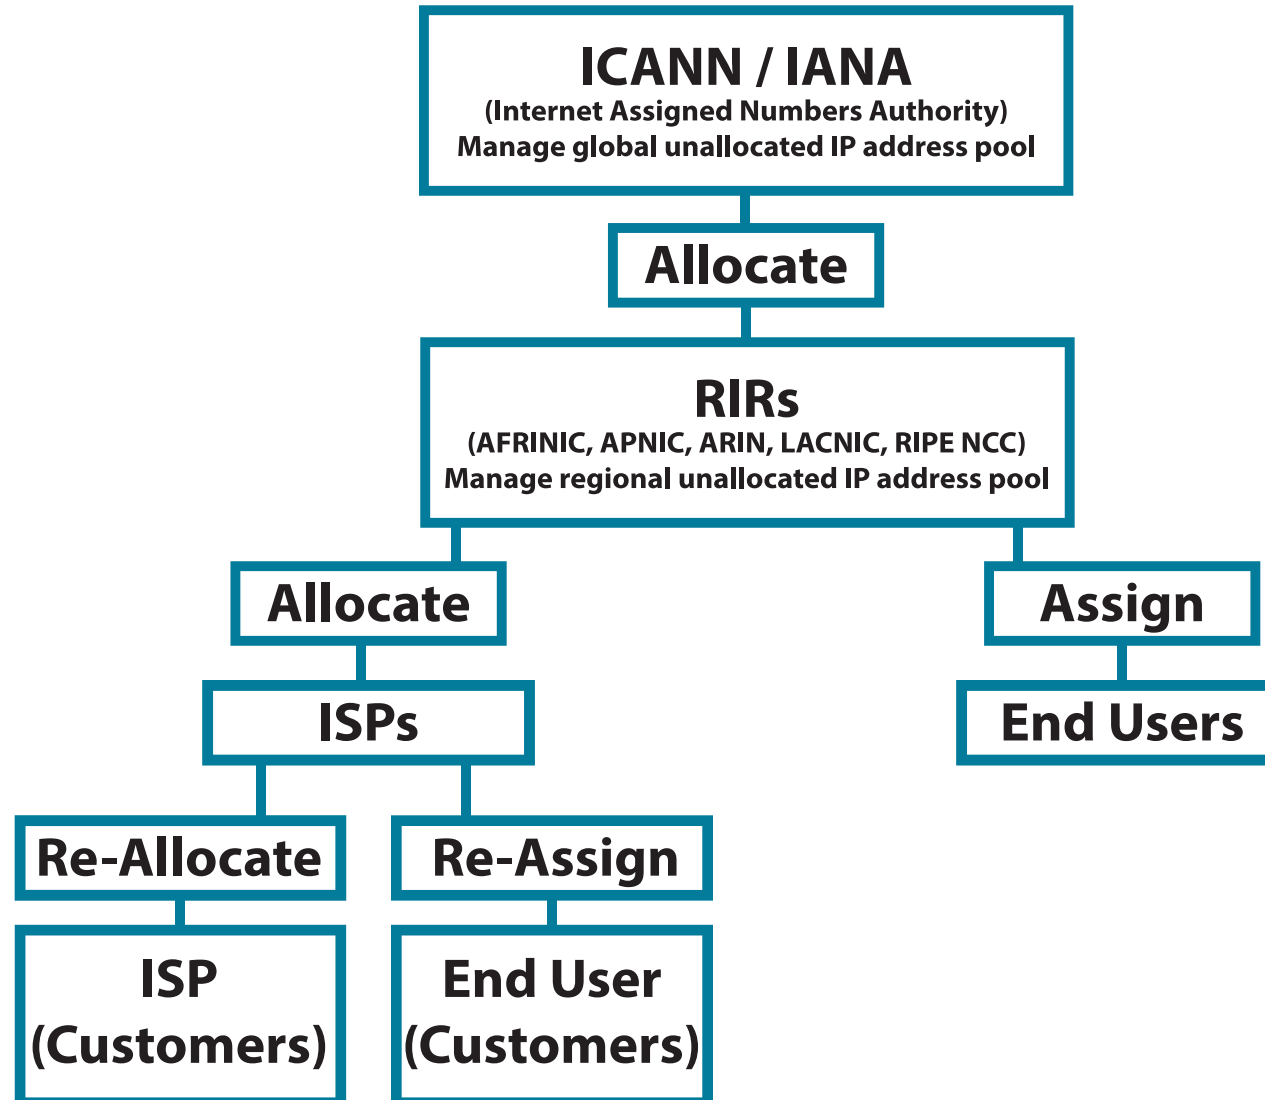 ICANN / IANA
(Internet Assigned Numbers Authority)
Manage global unallocated IP address pool
Allocate
RIRs
(AFRINIC, APNIC, ARIN, LACNIC, RIPE NCC)
Manage regional unallocated IP address pool
Allocate
Assign
ISPs
End Users
Re-Allocate
Re-Assign
ISP
(Customers)
End User
(Customers)